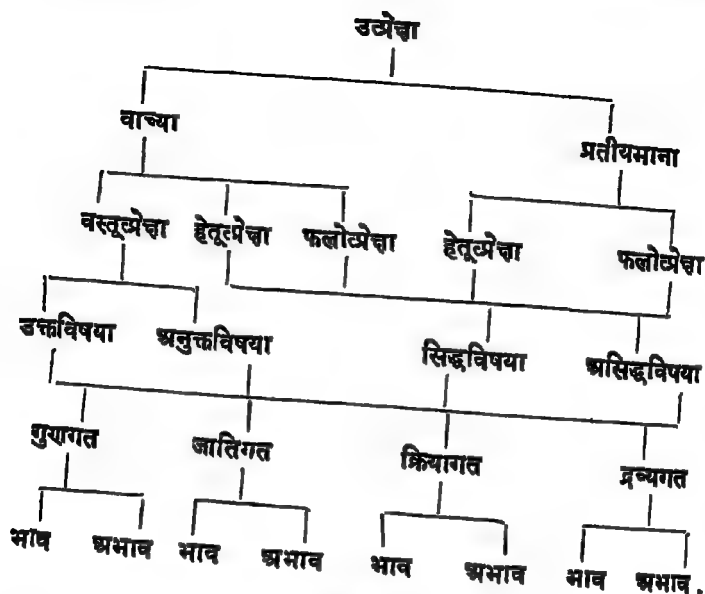 उत्प्रेक्षा
वाच्या
प्रतीयमाना
वस्तूत्प्रेक्षा हेतूत्प्रेक्षा फलोत्प्रेक्षा हेतूत्प्रेक्षा फलोत्प्रेक्षा
उक्तविषया अनुक्तविषया सिद्धविषया असिद्धविषया
गुणगत जातिगत क्रियागत द्रव्यगत
भाव अभाव भाव अभाव भाव अभाव भाव अभाव.